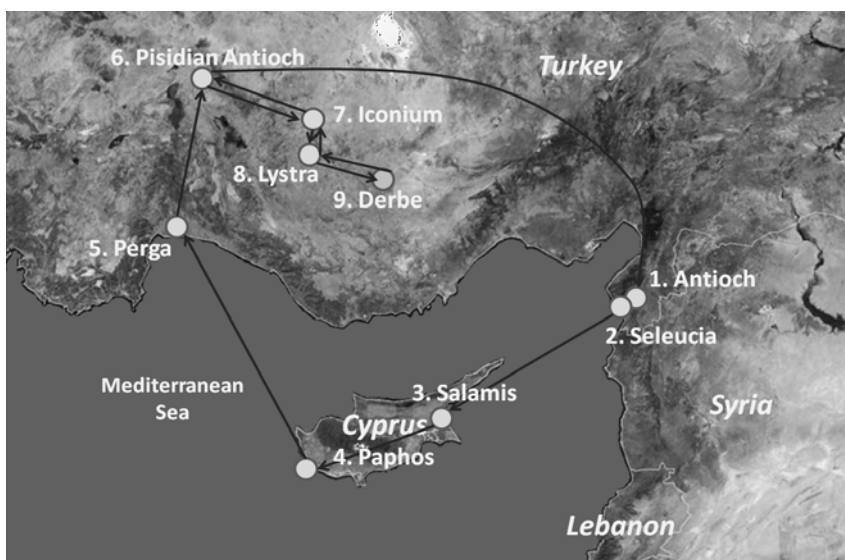 6. Pisidian Antioch
Turkey
7. Iconium
8. Lystra
9. Derbe
5. Perga
1. Antioch
2. Seleucia
Mediterranean
Sea
3. Salamis
Syria
Cyprus
4. Paphos
Lebanon